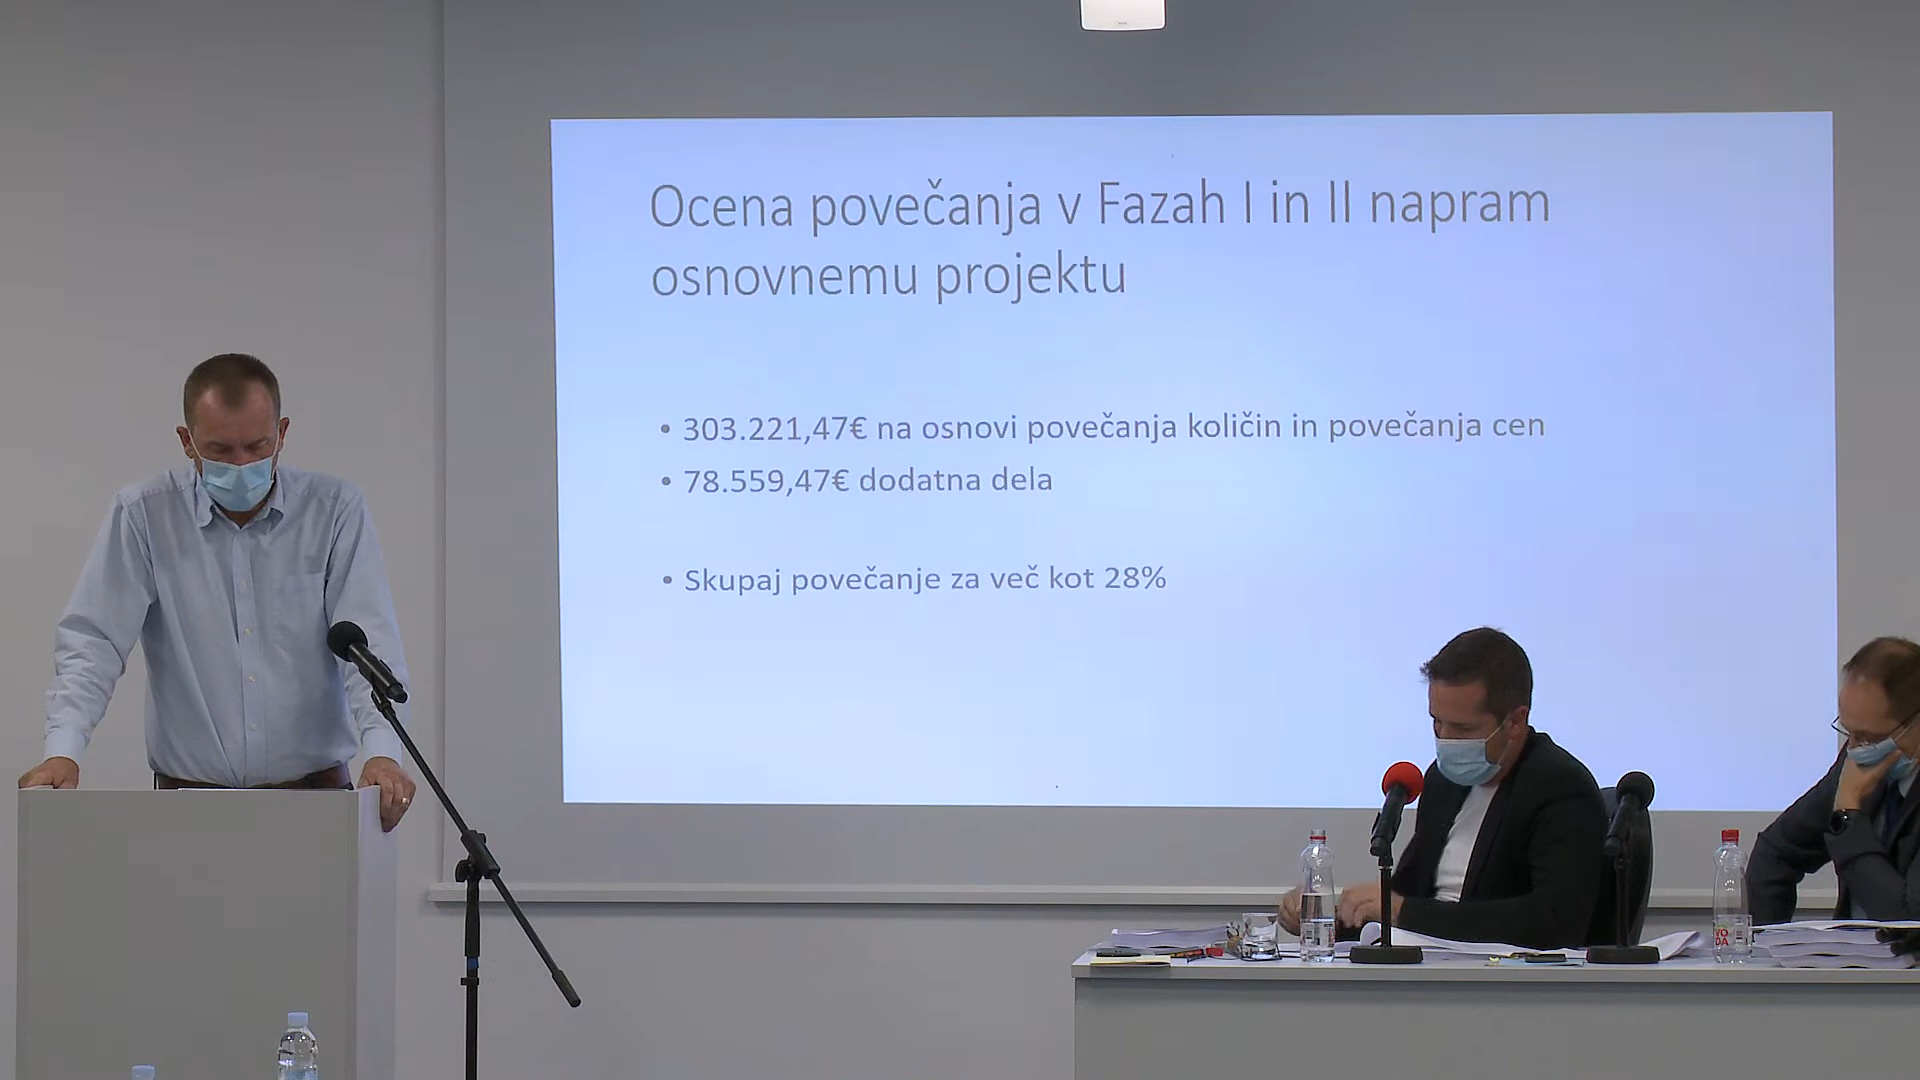 Ocena povečanja v Fazah I in II napram
osnovnemu projektu
• 303.221,47€ na osnovi povečanja količin in povečanja cen
• 78.559,47€ dodatna dela
• Skupaj povečanje za več kot 28%
VODA